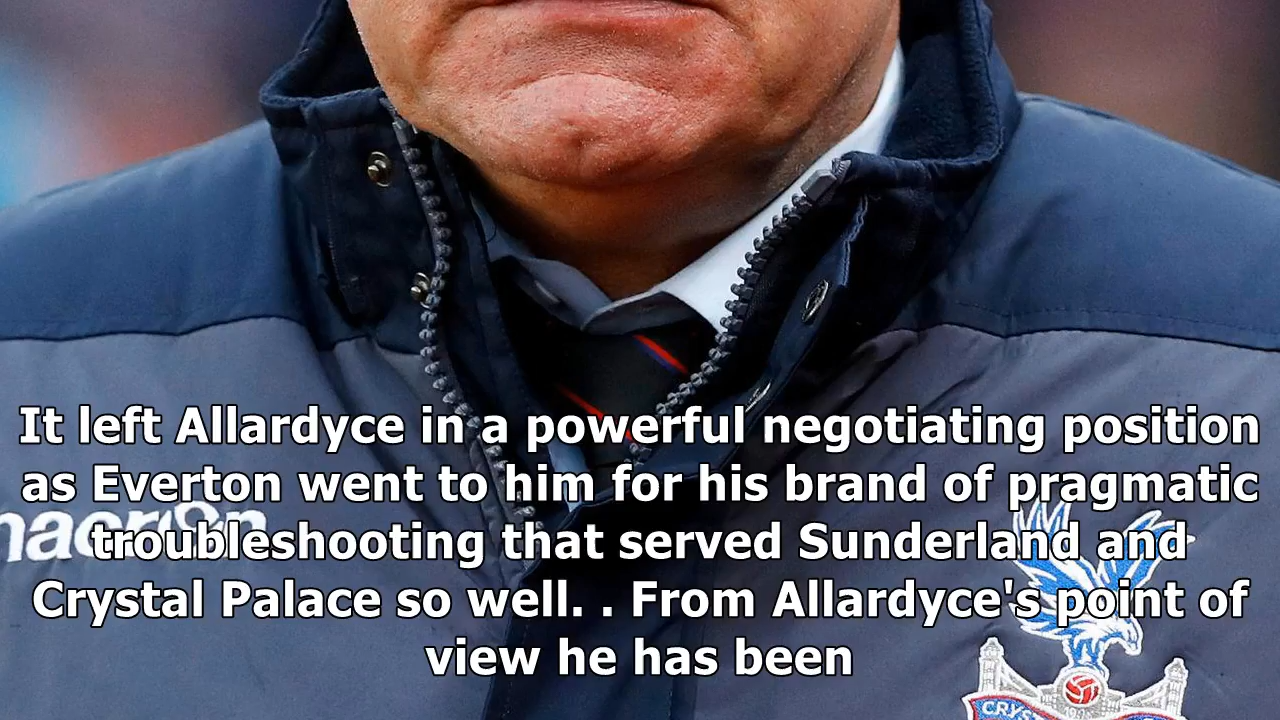 It left Allardyce in a powerful negotiating position
as Everton went to him for his brand of pragmatic
troubleshooting that served Sunderland and
Crystal Palace so well. . From Allardyce's point of
view he has been